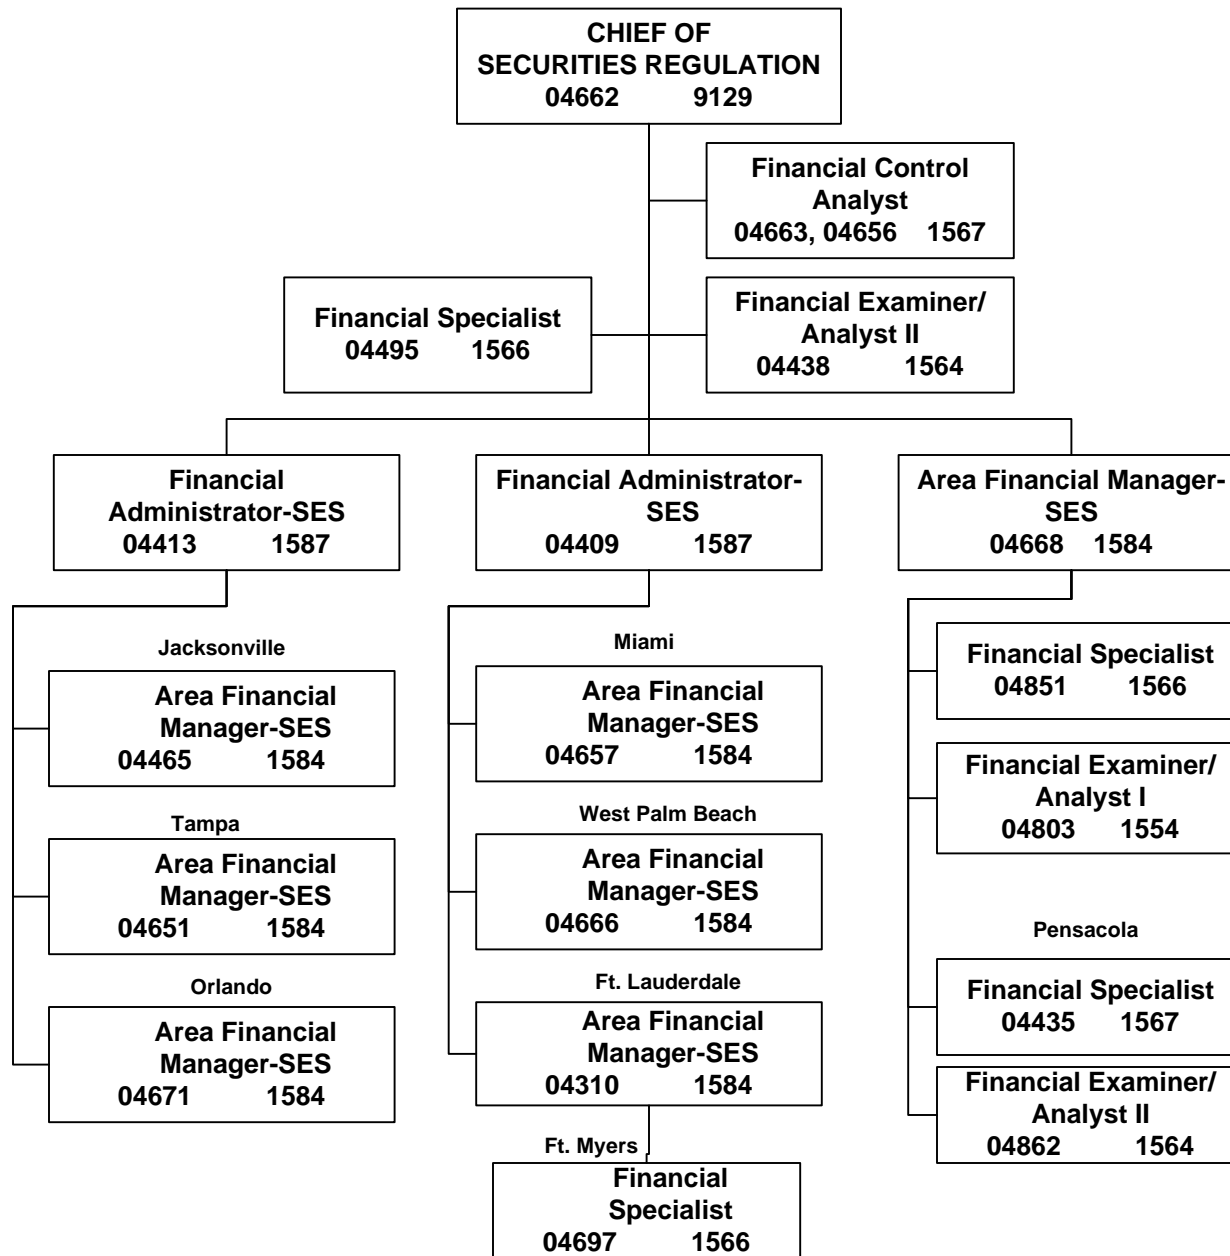 CHIEF OF
SECURITIES REGULATION
04662 9129
Financial Control
Analyst
04663, 04656 1567
Financial Specialist
04495 1566
Financial Examiner/
Analyst II
04438 1564
Financial
Administrator-SES
04413 1587
Financial Administrator-
SES
04409 1587
Area Financial Manager-
SES
04668 1584
Jacksonville
Area Financial
Manager-SES
04465 1584
Tampa
Area Financial
Manager-SES
04651 1584
Orlando
Area Financial
Manager-SES
04671 1584
Miami
Area Financial
Manager-SES
04657 1584
West Palm Beach
Area Financial
Manager-SES
04666 1584
Ft. Lauderdale
Area Financial
Manager-SES
04310 1584
Ft. Myers
Financial
Specialist
04697 1566
Financial Specialist
04851 1566
Financial Examiner/
Analyst I
04803 1554
Pensacola
Financial Specialist
04435 1567
Financial Examiner/
Analyst II
04862 1564